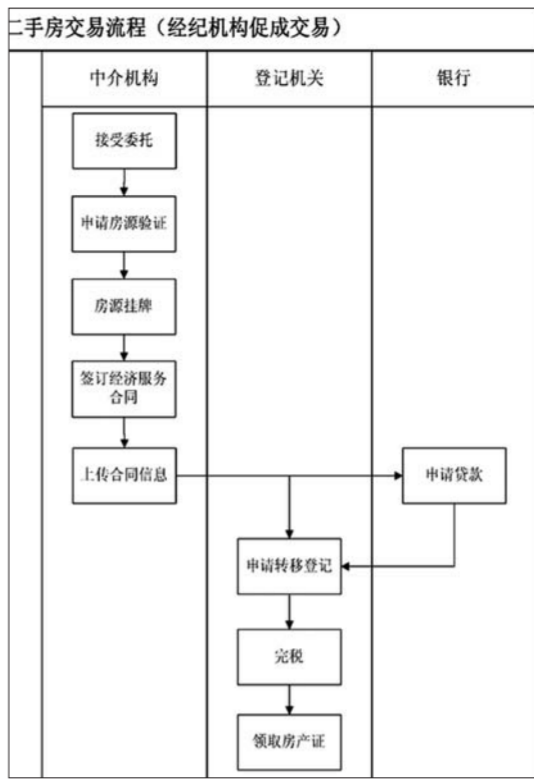 二手房交易流程（经纪机构促成交易）
中介机构
登记机关
银行
接受委托
申请房源验证
房源挂牌
签订经济服务
合同
上传合同信息
申请贷款
申请转移登记
完税
领取房产证